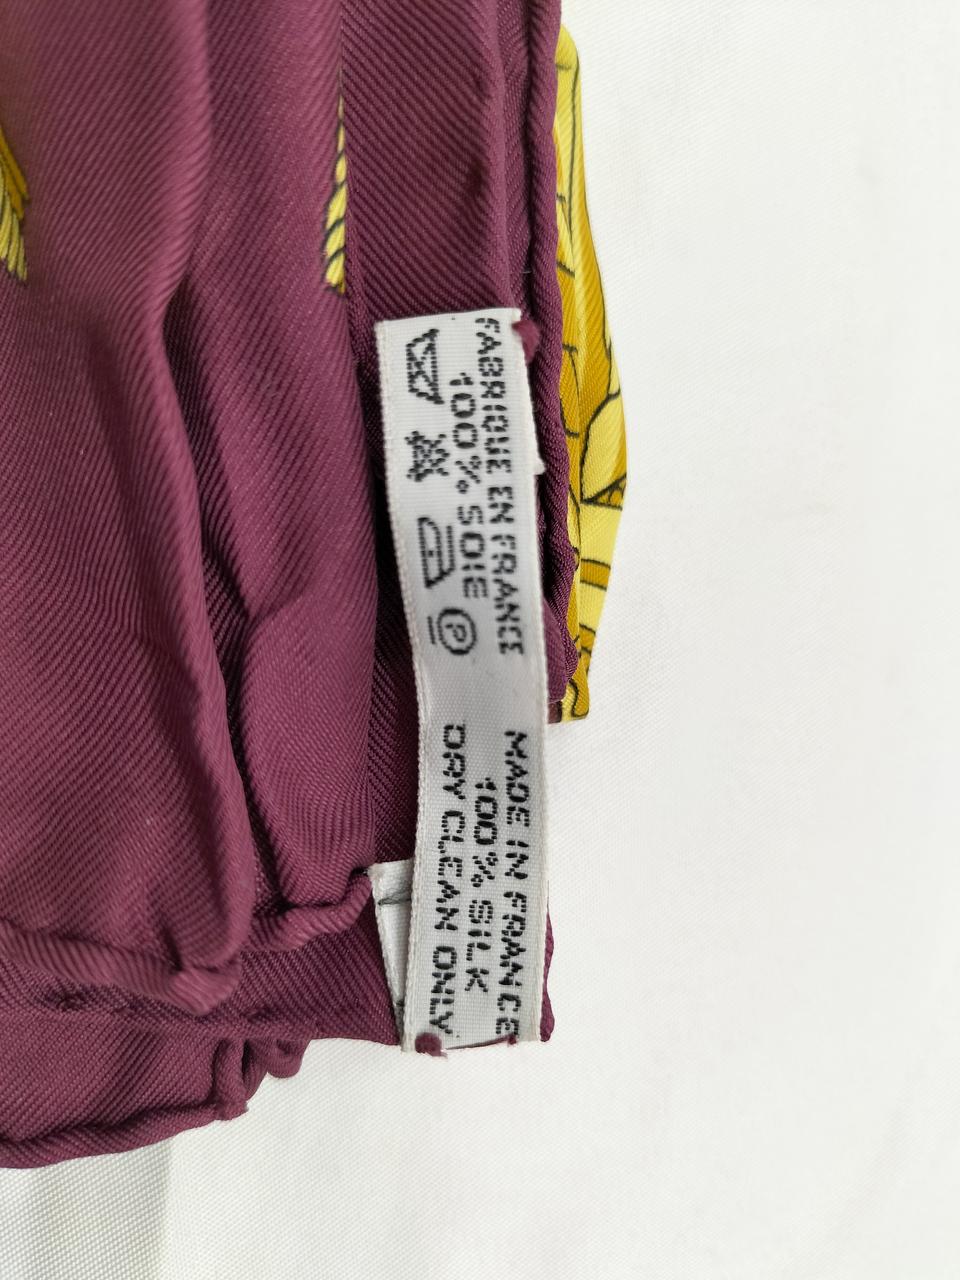 FABRIQUE EN FRANCE
100% SOIE
P
MADE IN FRANCE
100% SILK
DRY CLEAN ONLY